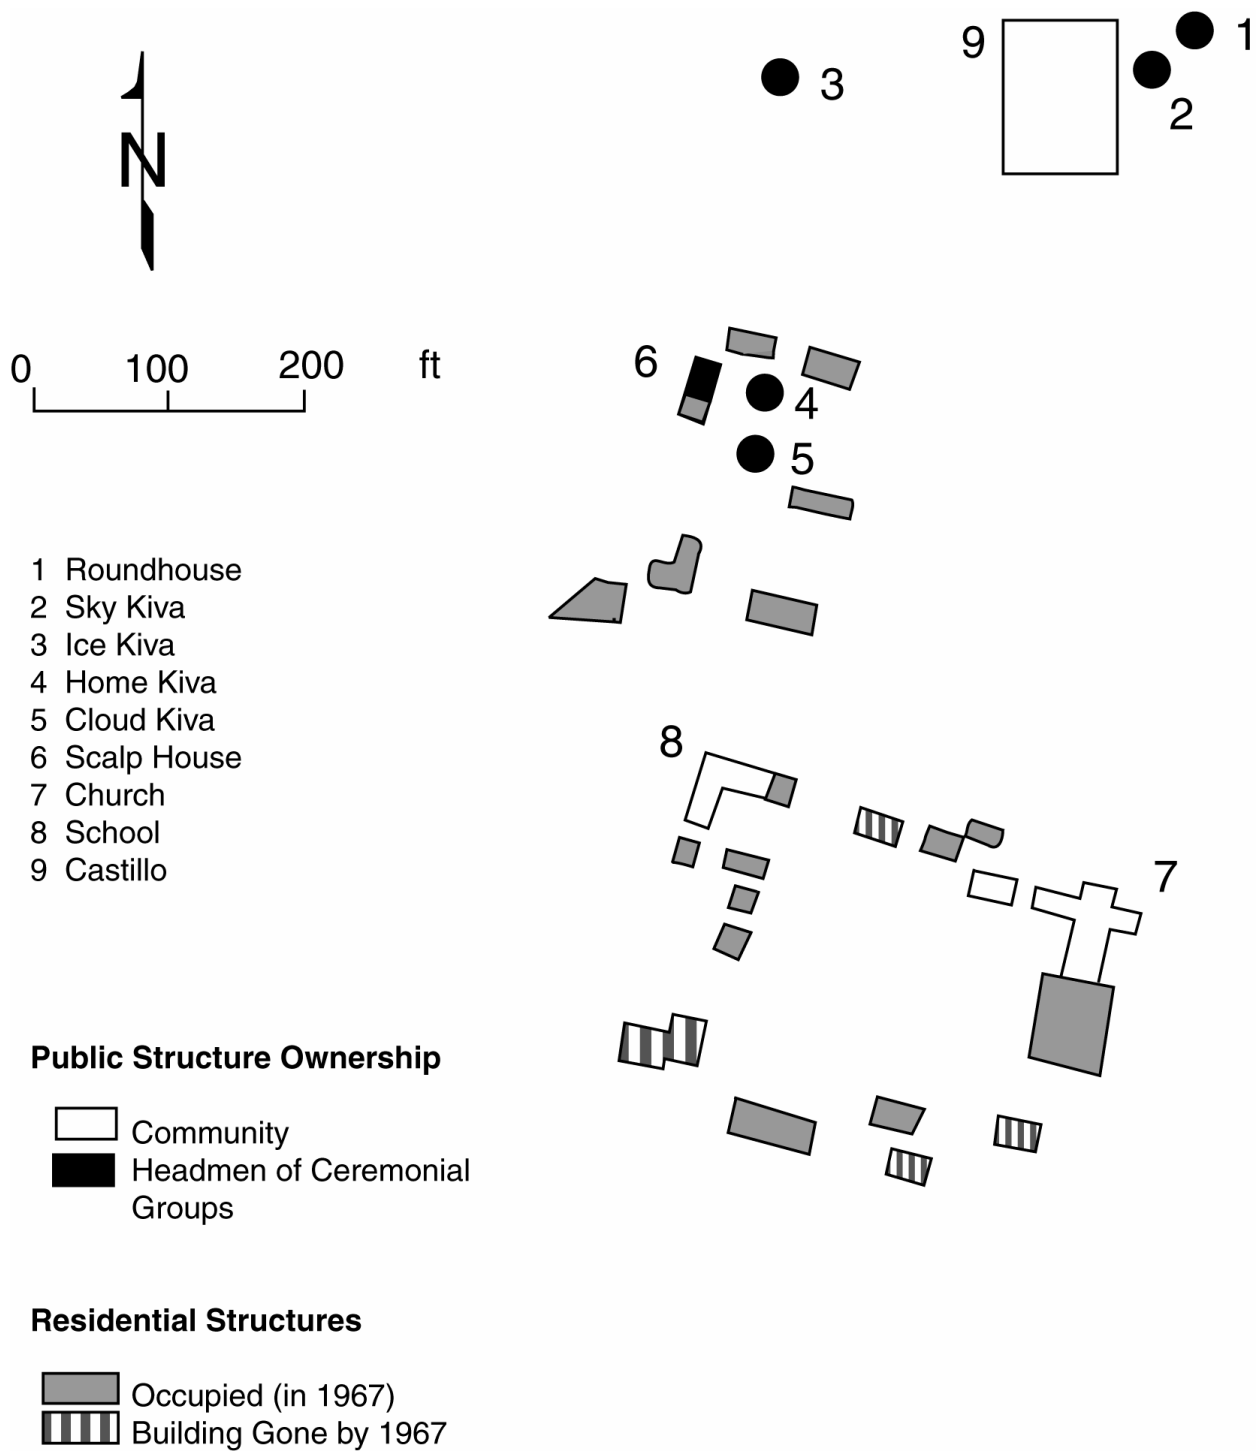 9
1
3
2
N
0 100 200 ft
6
4
5
1 Roundhouse
2 Sky Kiva
3 Ice Kiva
4 Home Kiva
5 Cloud Kiva
6 Scalp House
7 Church
8 School
9 Castillo
8
7
Public Structure Ownership
Community
Headmen of Ceremonial
Groups
Residential Structures
Occupied (in 1967)
Building Gone by 1967